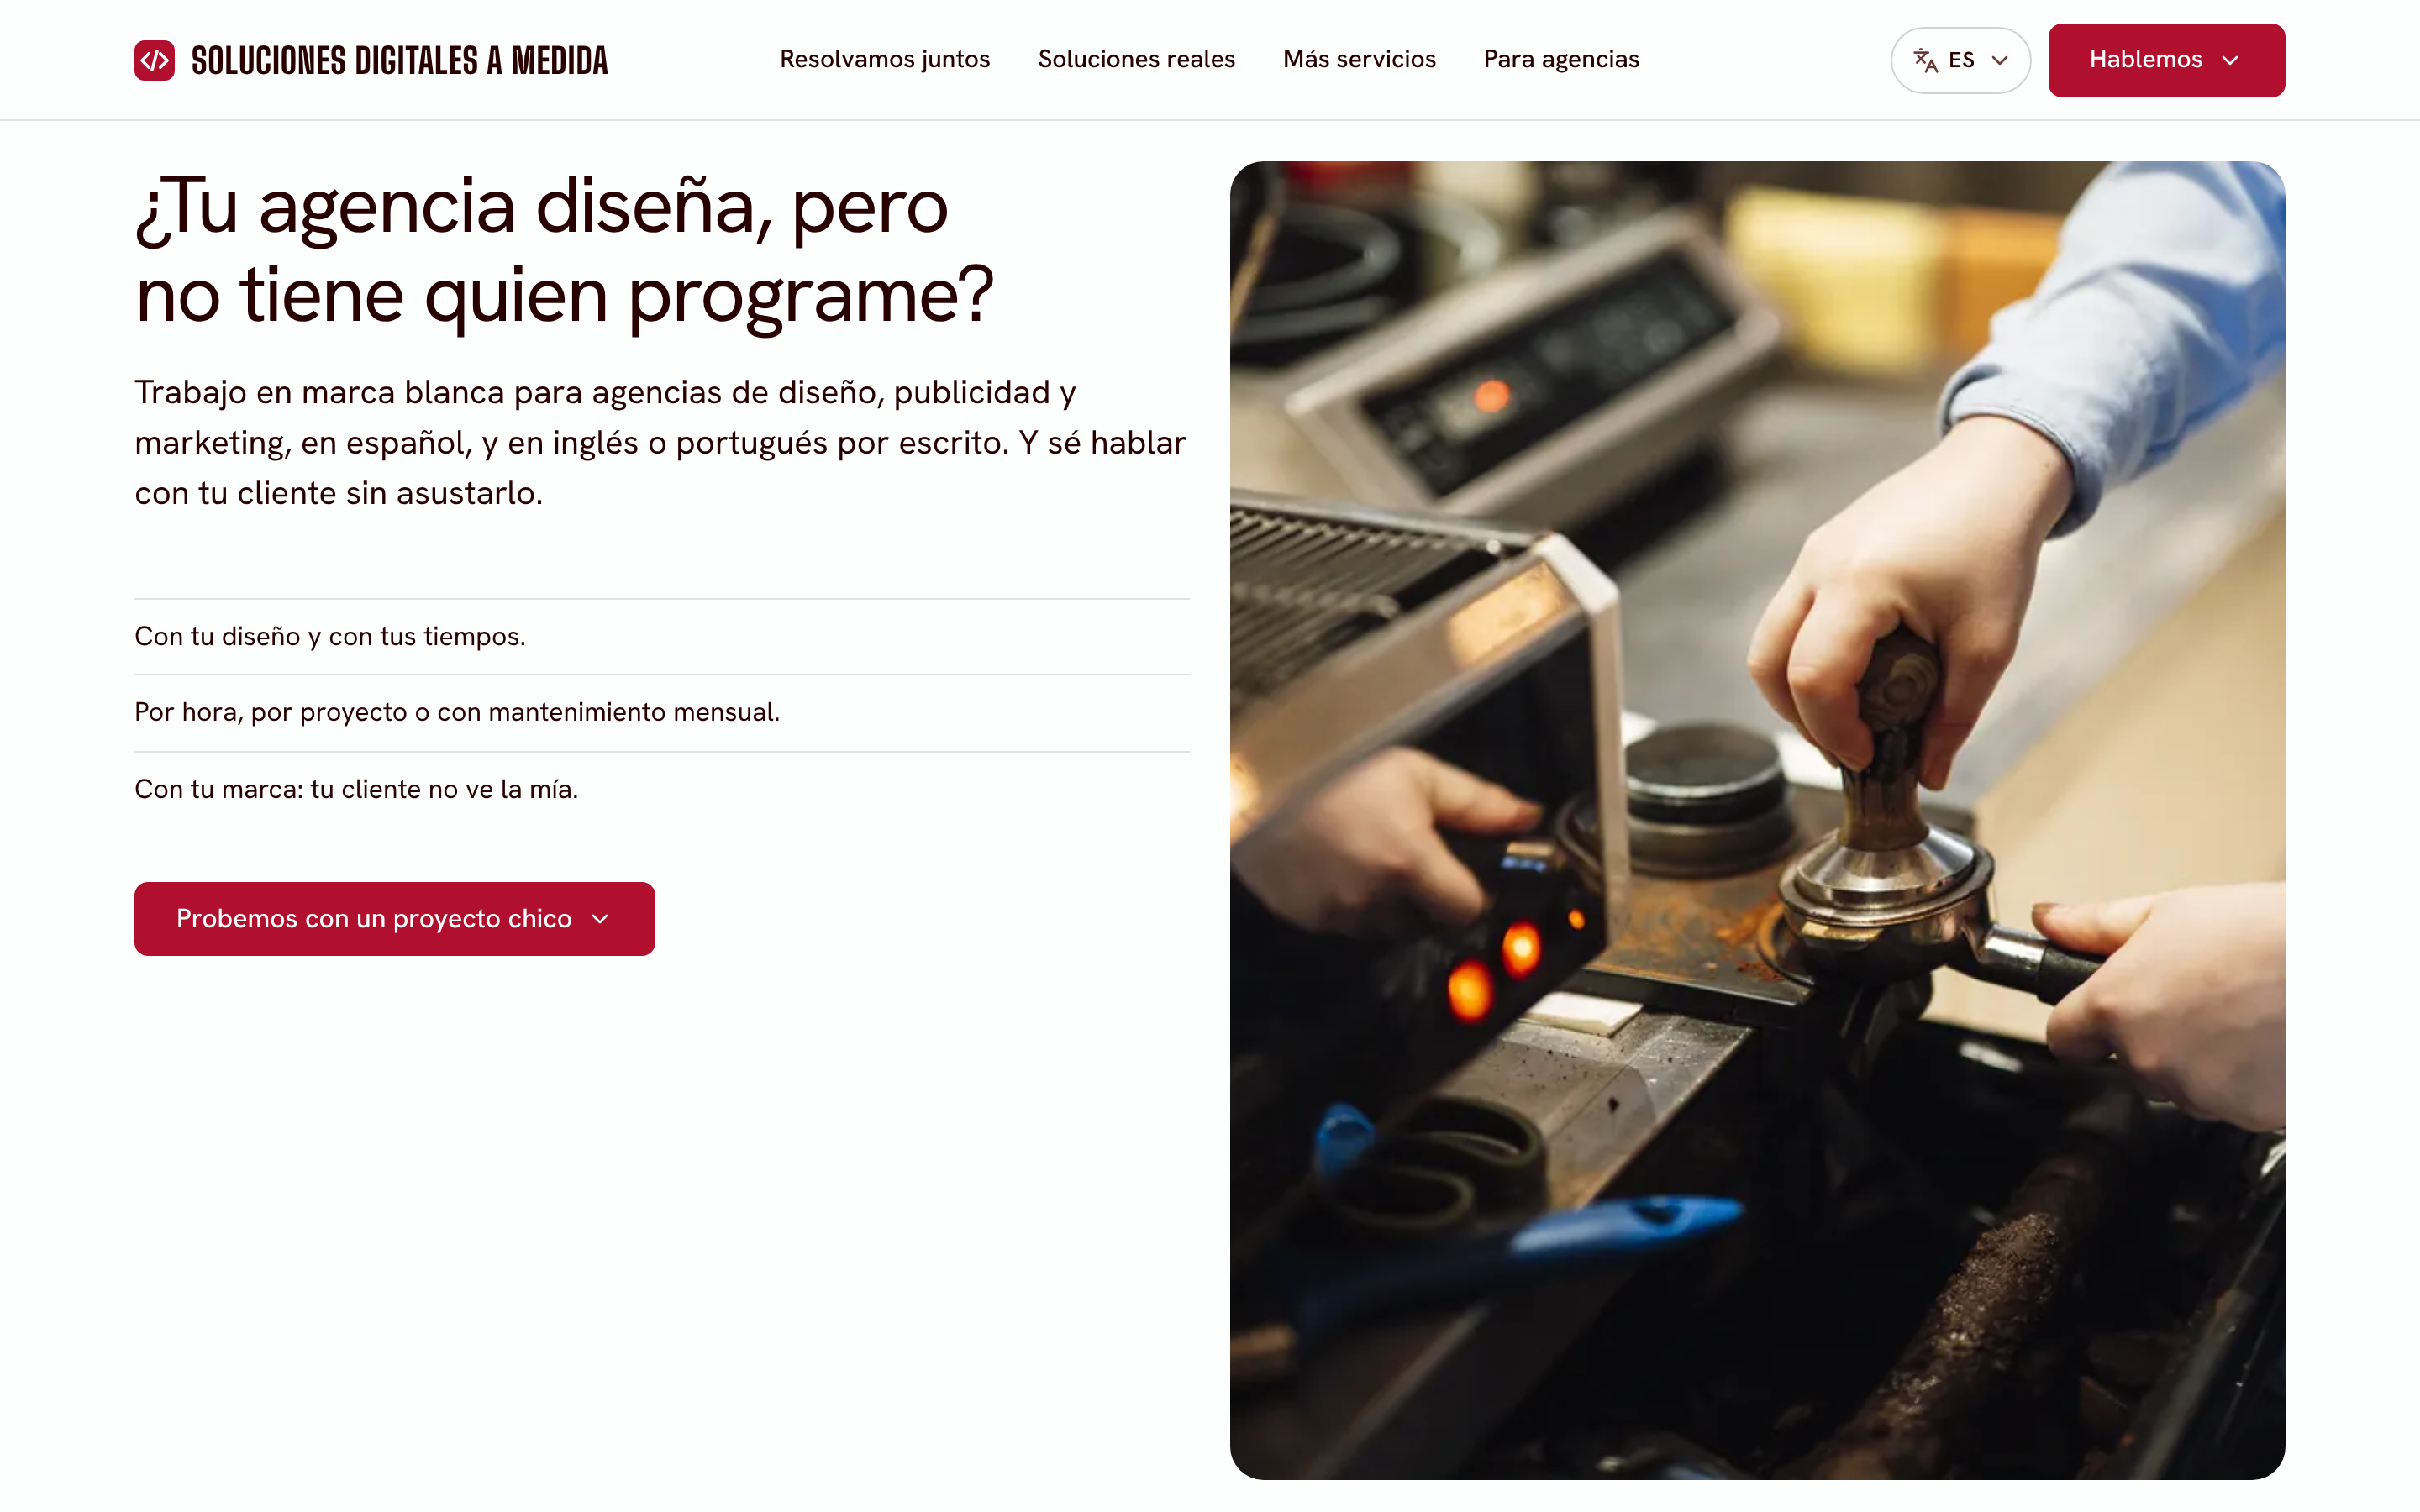 SOLUCIONES DIGITALES A MEDIDA
Resolvamos juntos
Soluciones reales
Más servicios
Para agencias
ES
Hablemos
¿Tu agencia diseña, pero
no tiene quien programe?
Trabajo en marca blanca para agencias de diseño, publicidad y
marketing, en español, y en inglés o portugués por escrito. Y sé hablar
con tu cliente sin asustarlo.
Con tu diseño y con tus tiempos.
Por hora, por proyecto o con mantenimiento mensual.
Con tu marca: tu cliente no ve la mía.
Probemos con un proyecto chico